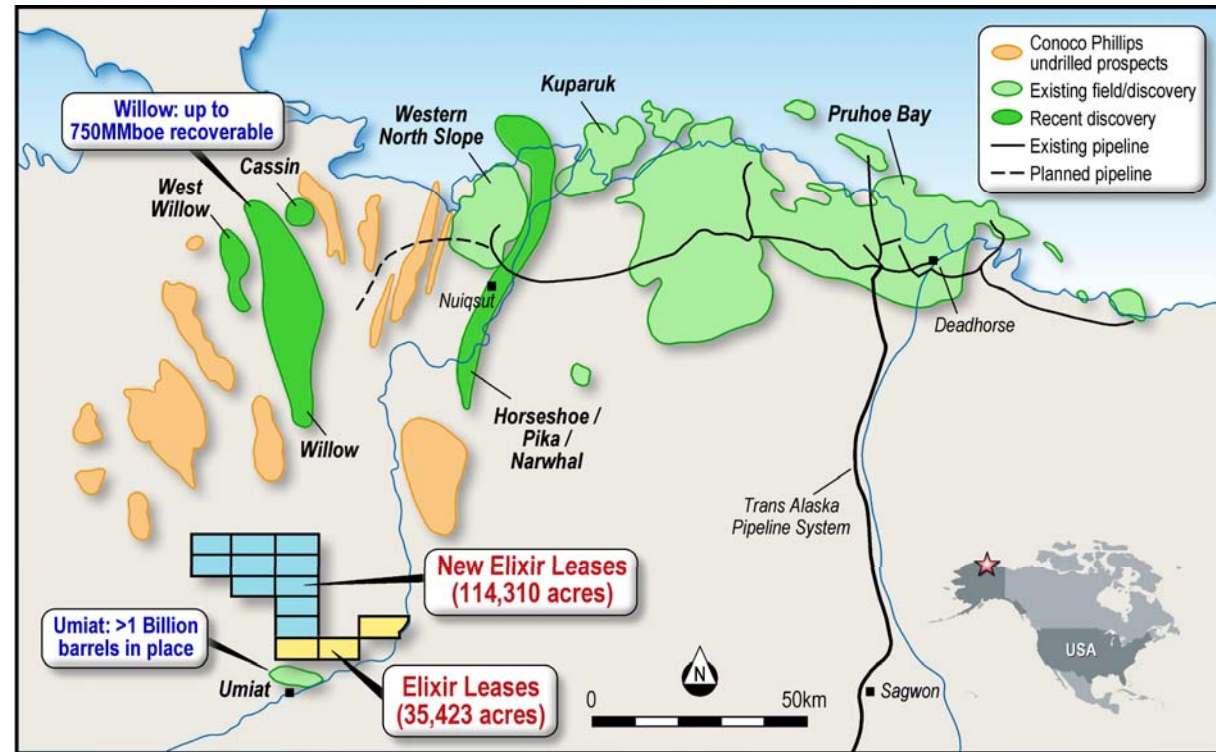 Conoco Phillips
undrilled prospects
Existing field/discovery
Recent discovery
Existing pipeline
Planned pipeline
Willow: up to
750MMboe recoverable
Kuparuk
Western
North Slope
Pruhoe Bay
Cassin
West
Willow
Nuiqsut
Deadhorse
Horseshoe /
Pika /
Narwhal
Willow
Trans Alaska
Pipeline System
New Elixir Leases
(114,310 acres)
Umiat: >1 Billion
barrels in place
Umiat
Elixir Leases
(35,423 acres)
N
0
50km
Sagwon
USA